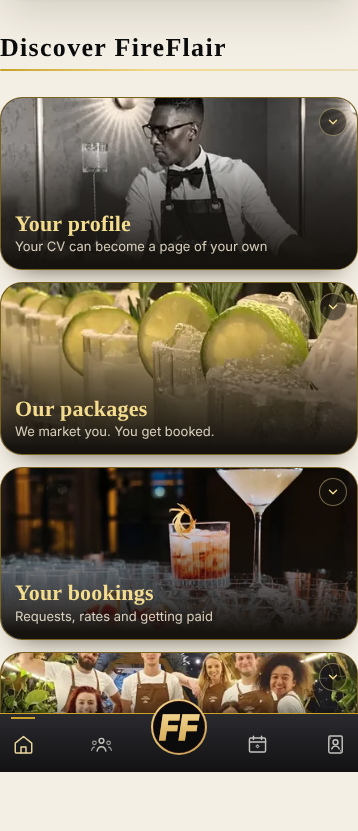 Discover FireFlair
Your profile
Your CV can become a page of your own
Our packages
We market you. You get booked.
Your bookings
Requests, rates and getting paid
FF